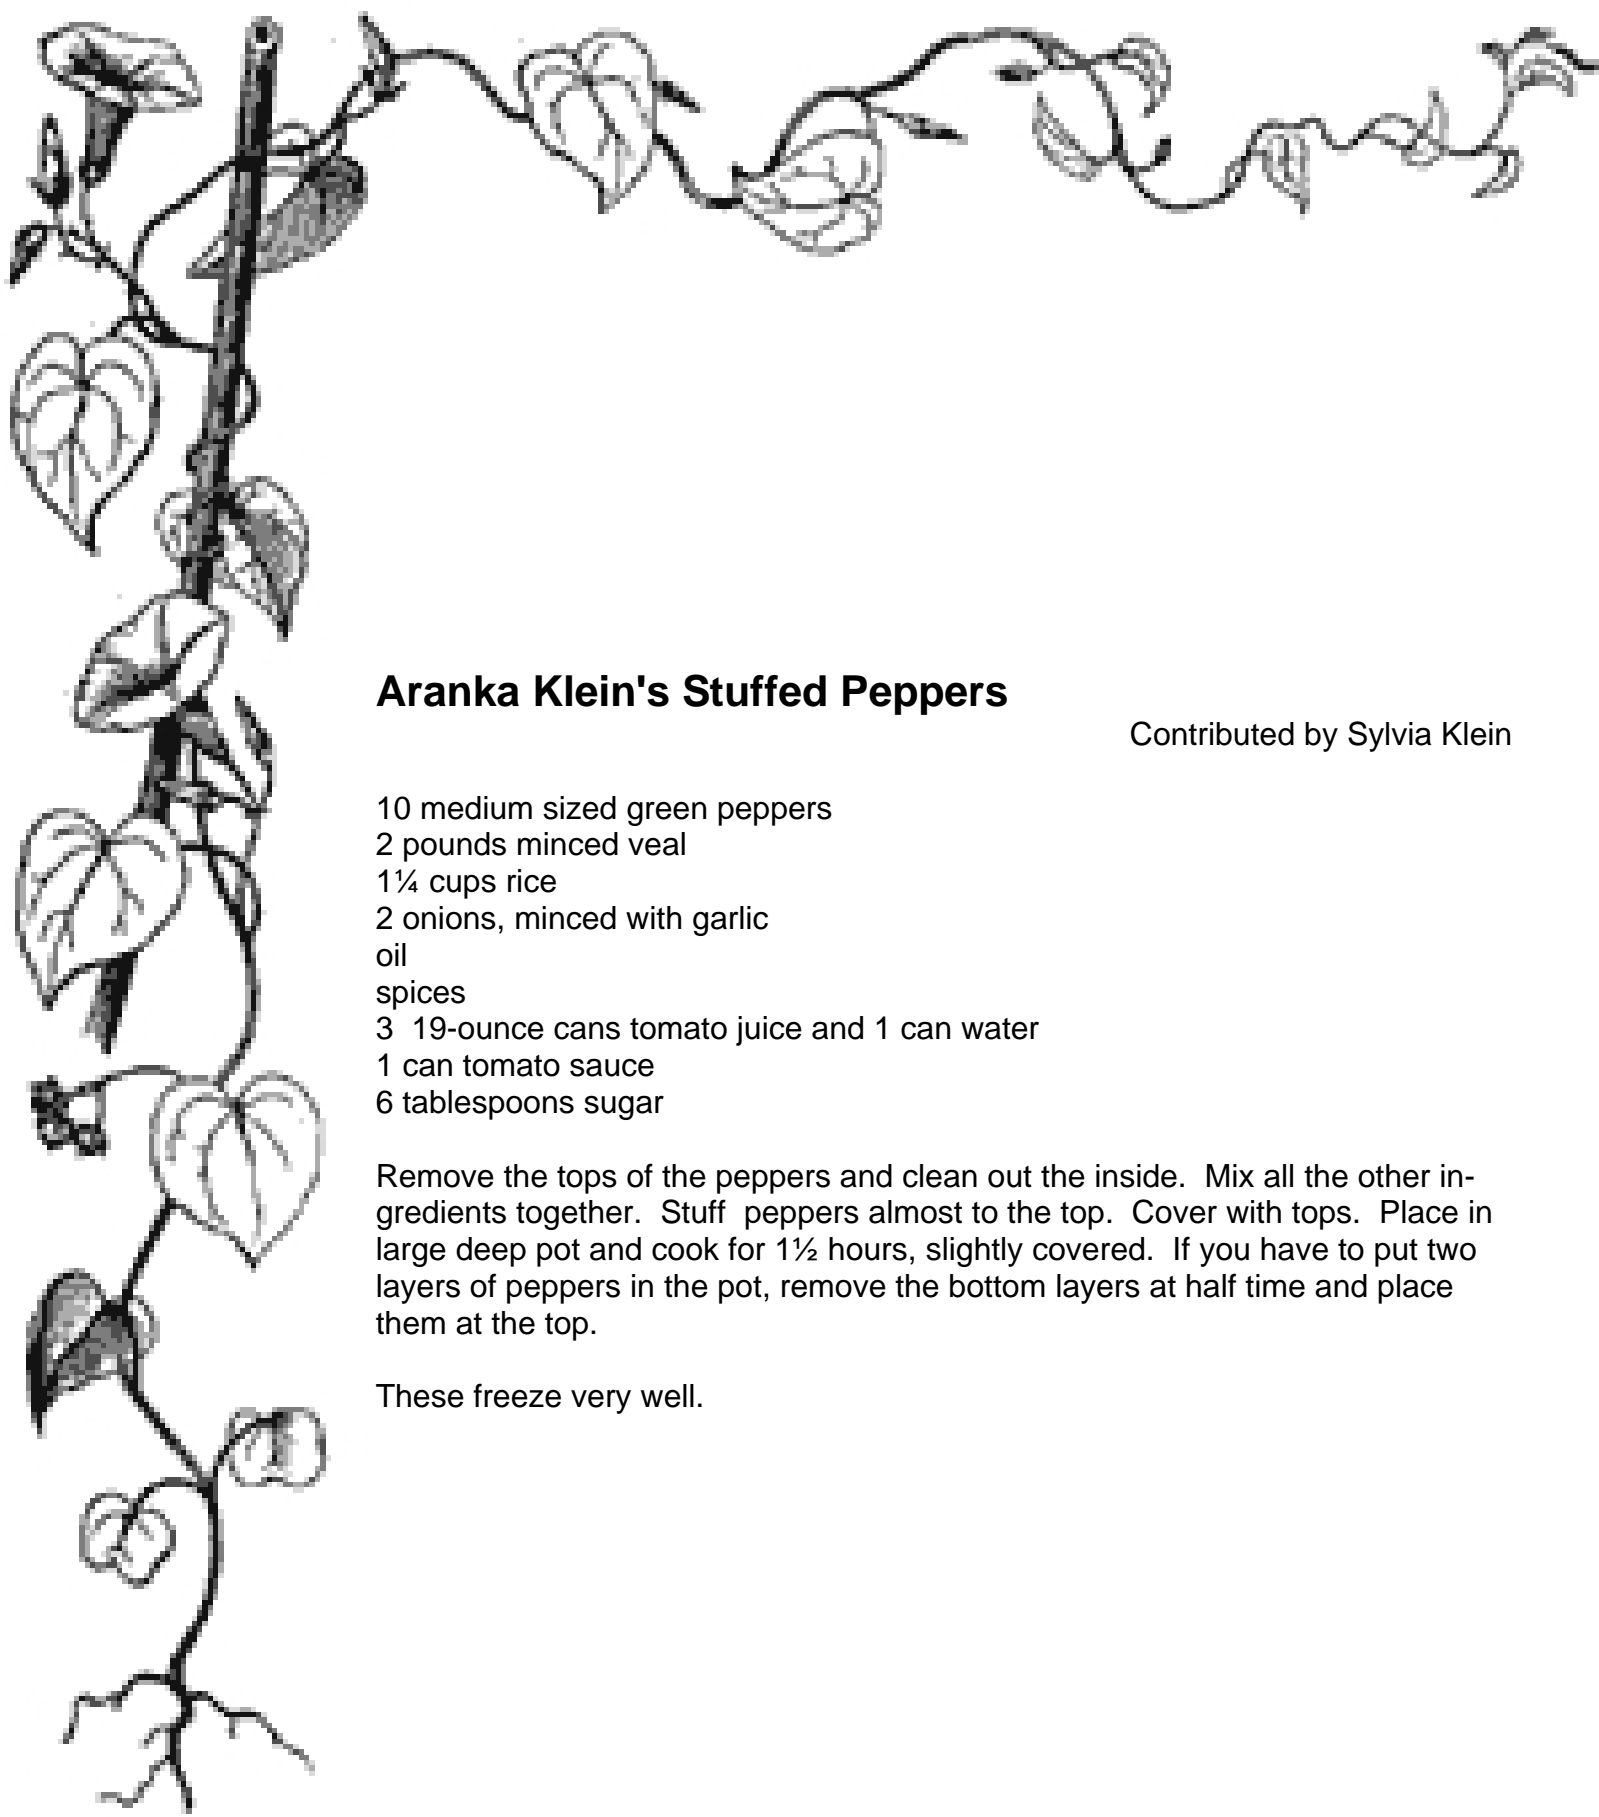 Aranka Klein's Stuffed Peppers
Contributed by Sylvia Klein
10 medium sized green peppers
2 pounds minced veal
1¼ cups rice
2 onions, minced with garlic
oil
spices
3  19-ounce cans tomato juice and 1 can water
1 can tomato sauce
6 tablespoons sugar
Remove the tops of the peppers and clean out the inside.  Mix all the other in-
gredients together.  Stuff  peppers almost to the top.  Cover with tops.  Place in
large deep pot and cook for 1½ hours, slightly covered.  If you have to put two
layers of peppers in the pot, remove the bottom layers at half time and place
them at the top.
These freeze very well.